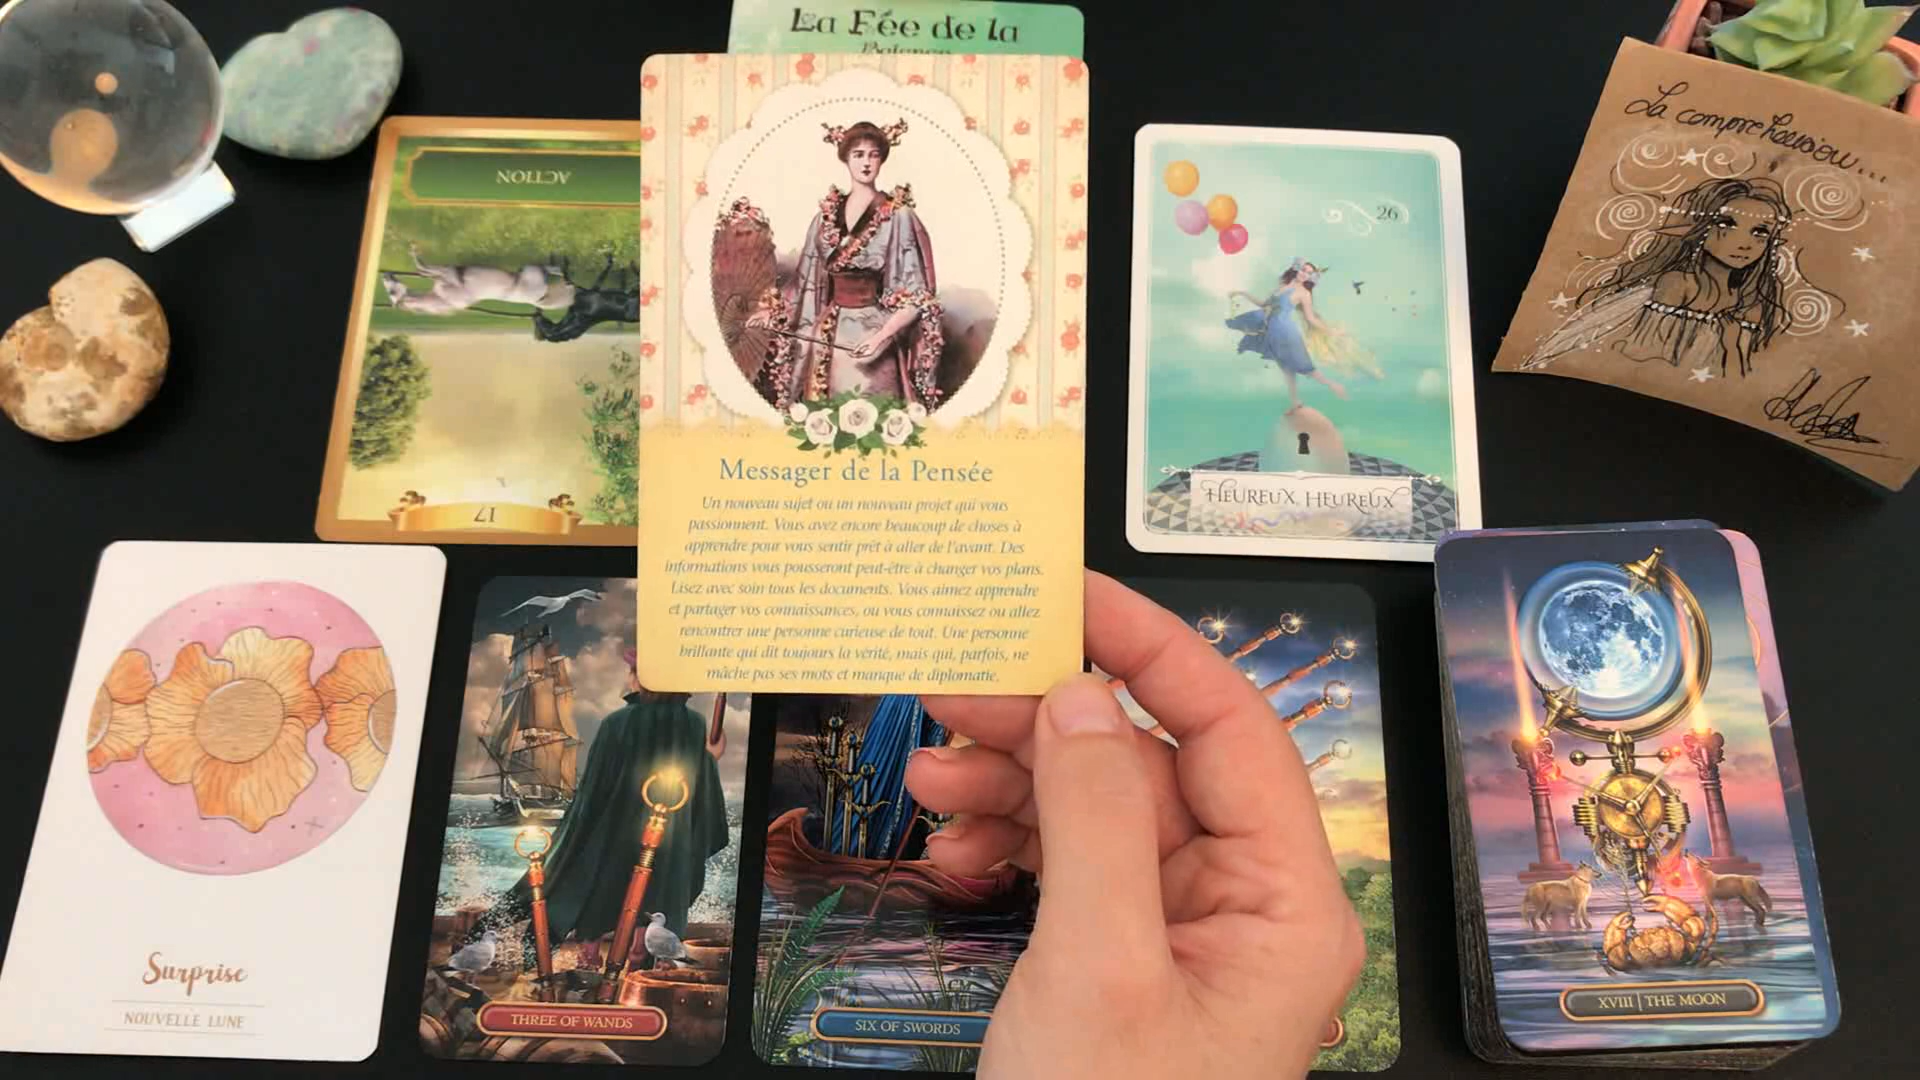 La Fée de la
Balance
La comprehension...
ACTION
26
17
HEUREUX, HEUREUX
Messager de la Pensée
Un nouveau sujet ou un nouveau projet qui vous
passionnent. Vous avez encore beaucoup de choses à
apprendre pour vous sentir prêt à aller de l'avant. Des
informations vous pousseront peut-être à changer vos plans.
Lisez avec soin tous les documents. Vous aimez apprendre
et partager vos connaissances, ou vous connaissez ou allez
rencontrer une personne curieuse de tout. Une personne
brillante qui dit toujours la vérité, mais qui, parfois, ne
mâche pas ses mots et manque de diplomatie.
Surprise
NOUVELLE LUNE
THREE OF WANDS
SIX OF SWORDS
XVIII | THE MOON